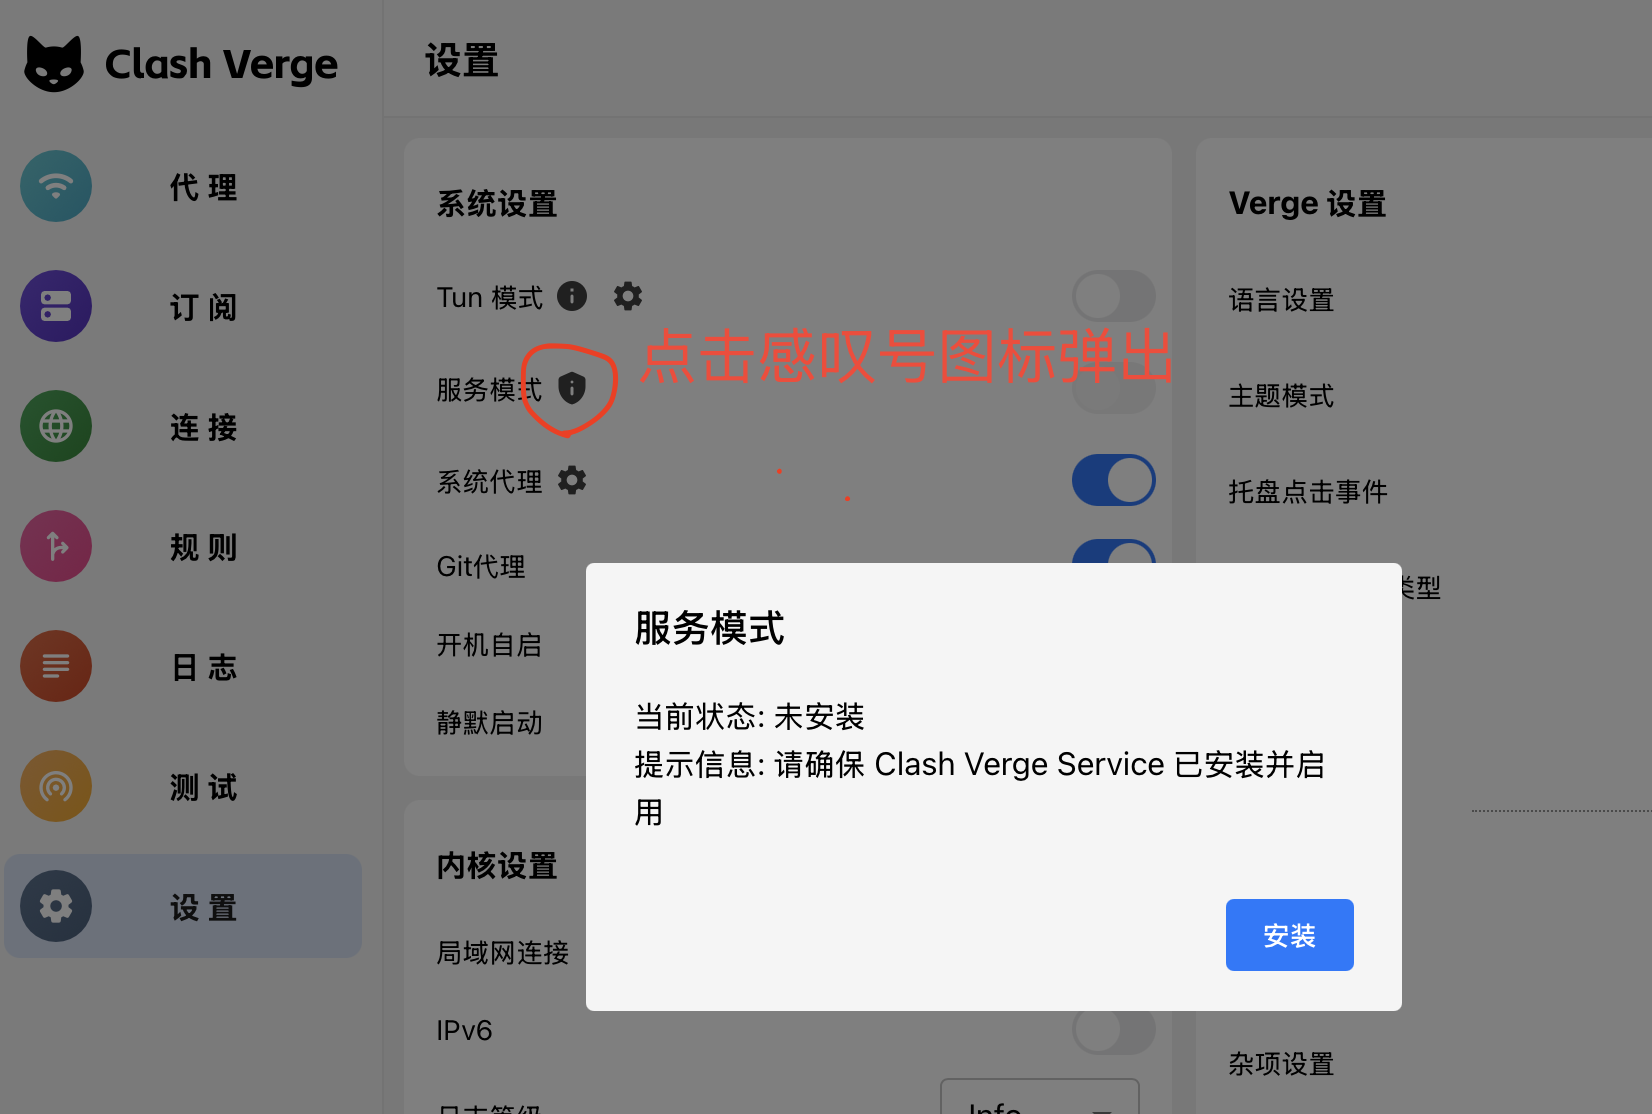 Clash Verge
代 理
订 阅
连 接
规 则
日 志
测 试
设 置
设置
系统设置
Tun 模式
点击感叹号图标弹出
服务模式
系统代理
Git代理
开机自启
静默启动
内核设置
局域网连接
IPv6
Info
Verge 设置
语言设置
主题模式
托盘点击事件
类型
杂项设置
服务模式
当前状态: 未安装
提示信息: 请确保 Clash Verge Service 已安装并启
用
安装